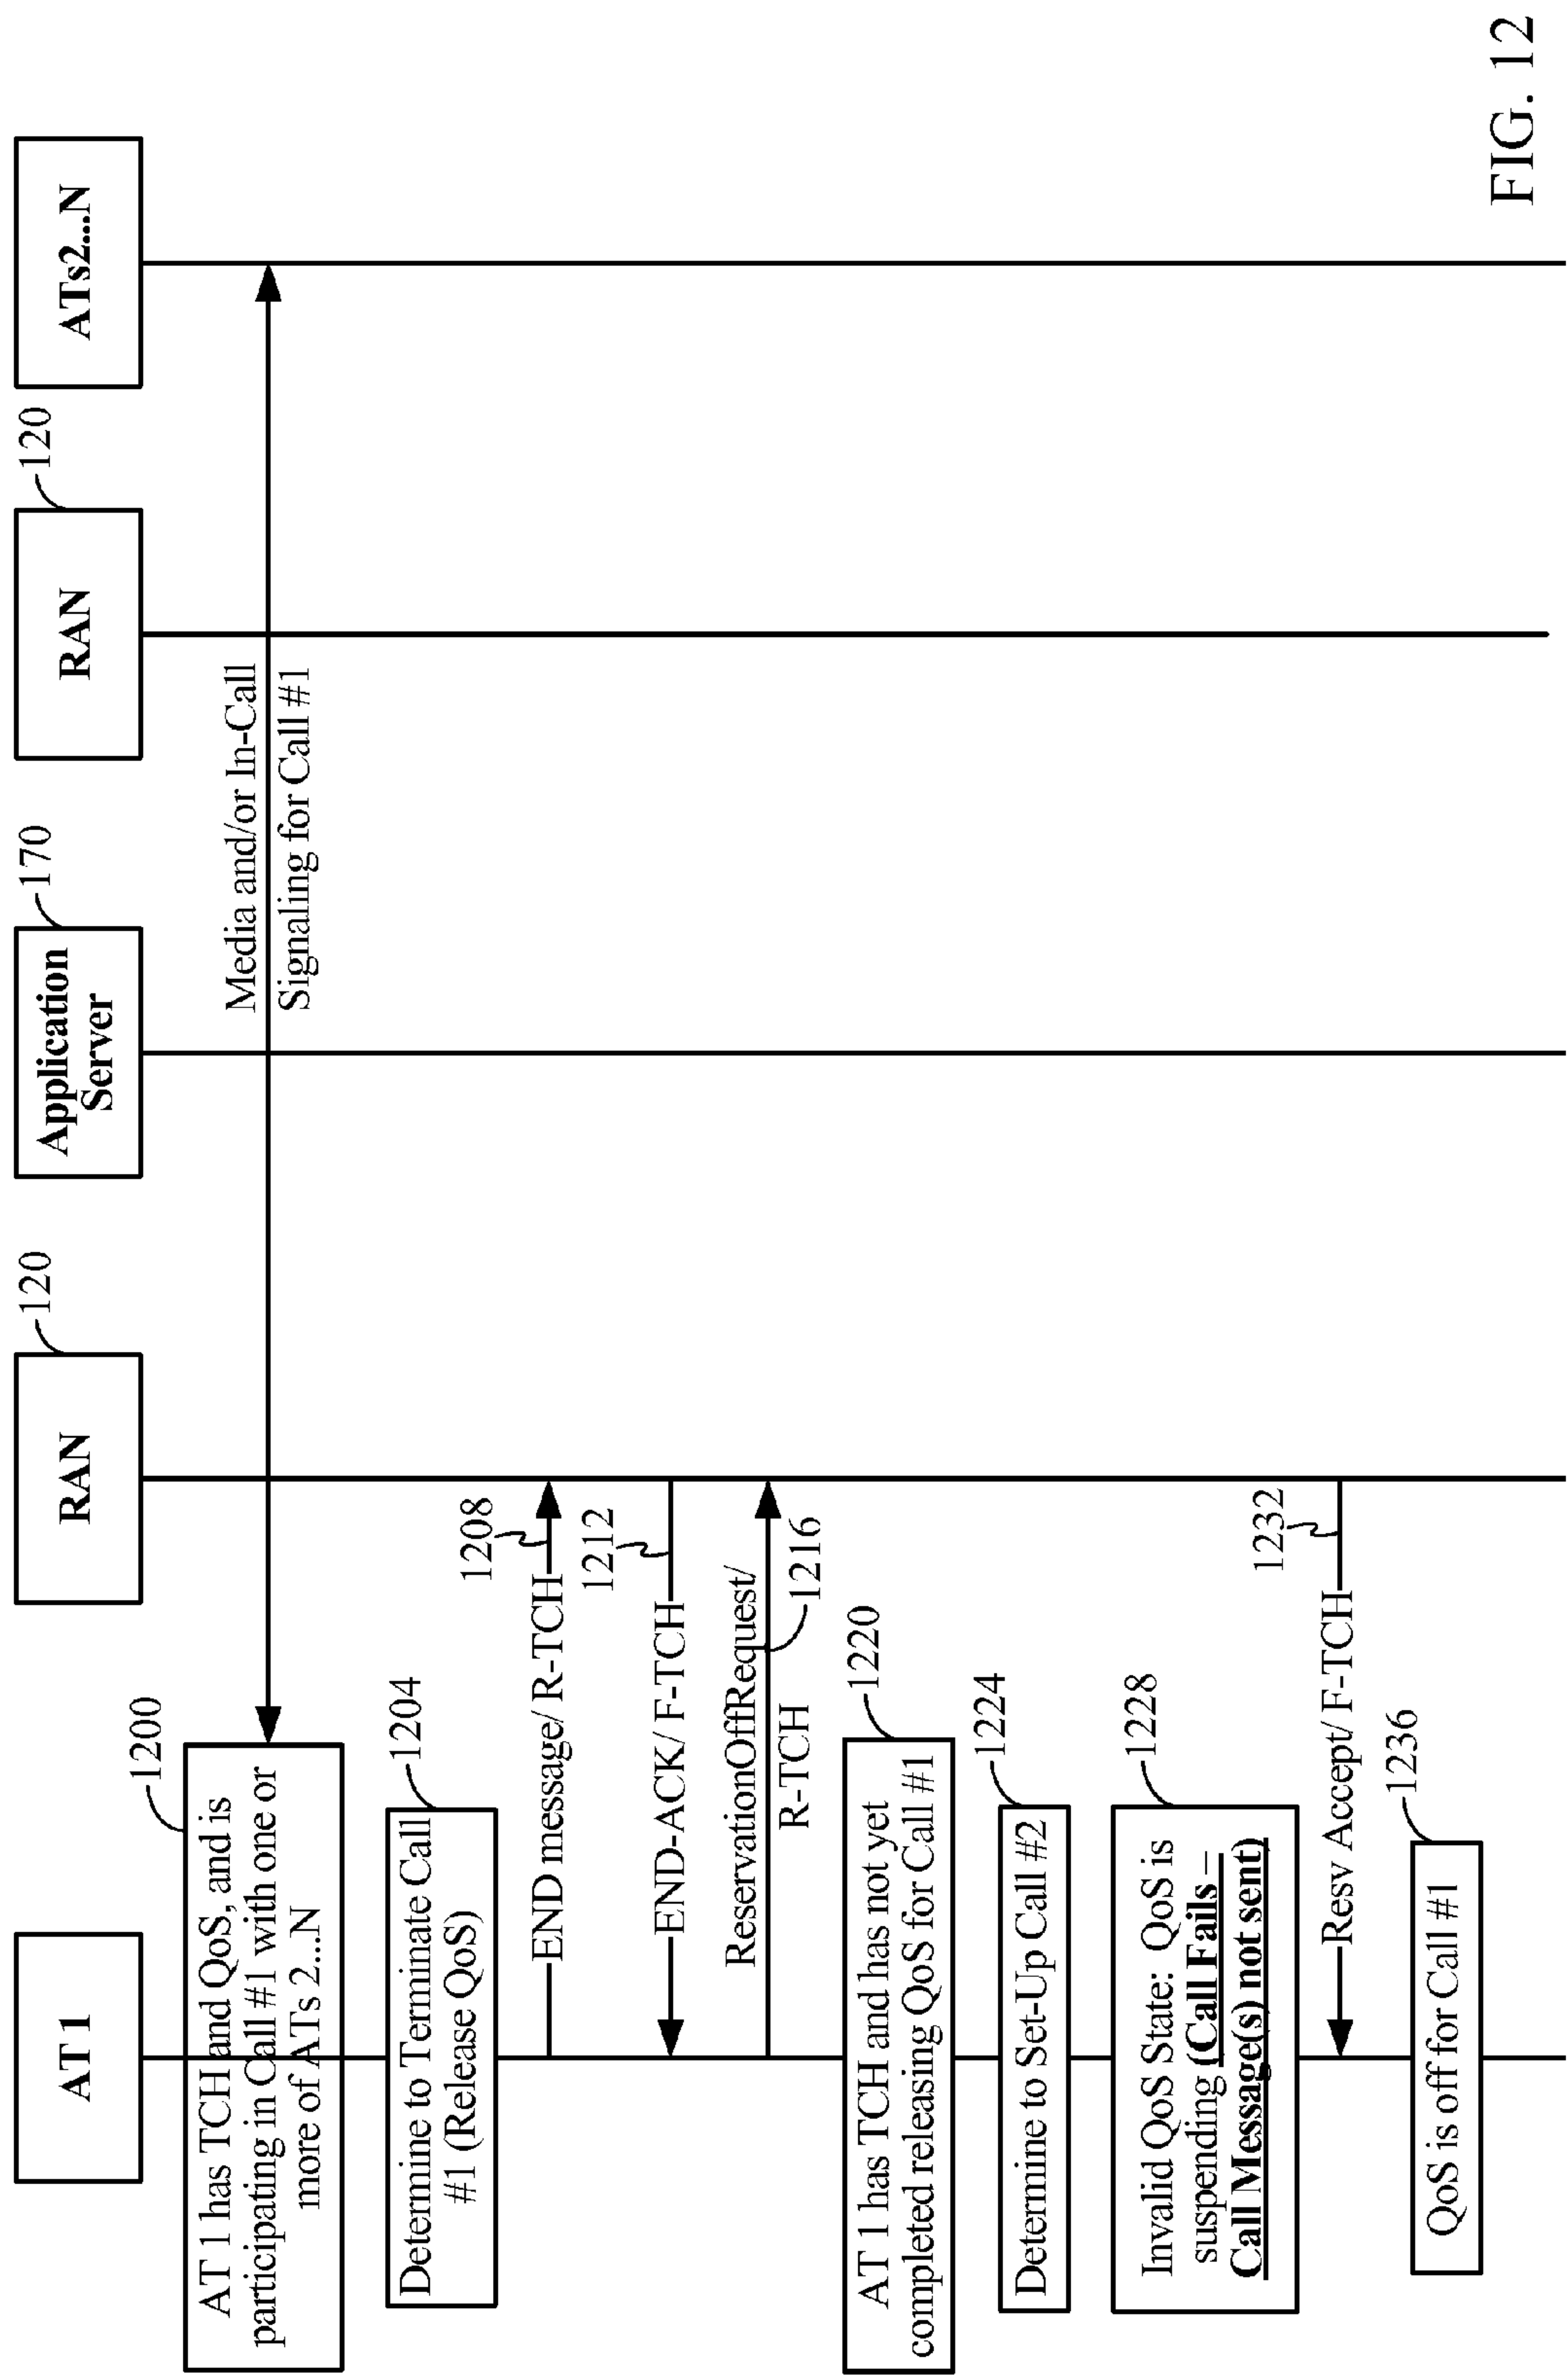 AT 1
RAN
120
Application
Server
170
RAN
120
ATs2...N
1200
AT 1 has TCH and QoS, and is
participating in Call #1 with one or
more of ATs 2...N
Media and/or In-Call
Signaling for Call #1
1204
Determine to Terminate Call
#1 (Release QoS)
END message/ R-TCH
1208
END-ACK/ F-TCH
1212
ReservationOffRequest/
R-TCH
1216
1220
AT 1 has TCH and has not yet
completed releasing QoS for Call #1
1224
Determine to Set-Up Call #2
1228
Invalid QoS State: QoS is
suspending (Call Fails –
Call Message(s) not sent)
Resv Accept/ F-TCH
1232
1236
QoS is off for Call #1
FIG. 12